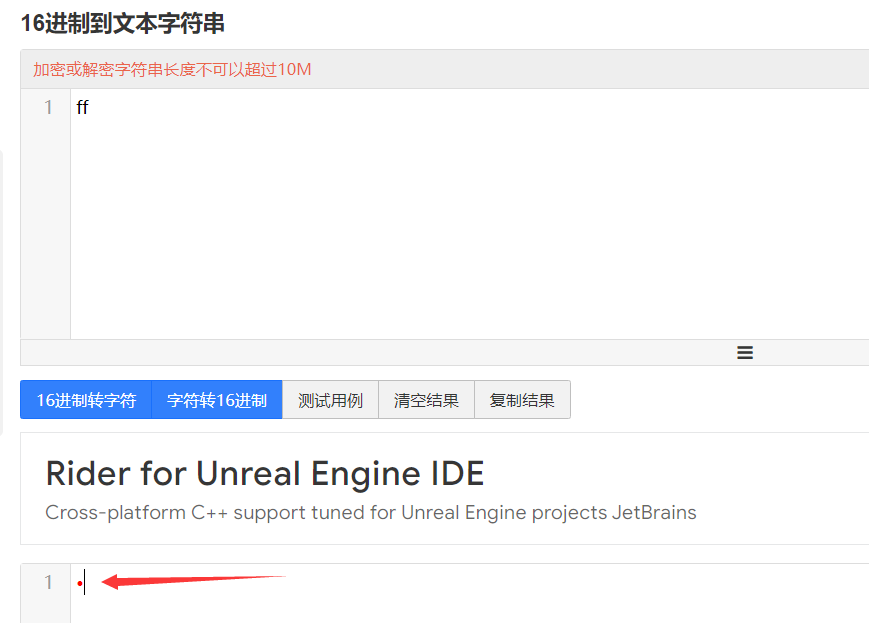 16进制到文本字符串
加密或解密字符串长度不可以超过10M
1 ff
16进制转字符 字符转16进制 测试用例 清空结果 复制结果
Rider for Unreal Engine IDE
Cross-platform C++ support tuned for Unreal Engine projects JetBrains
1 •